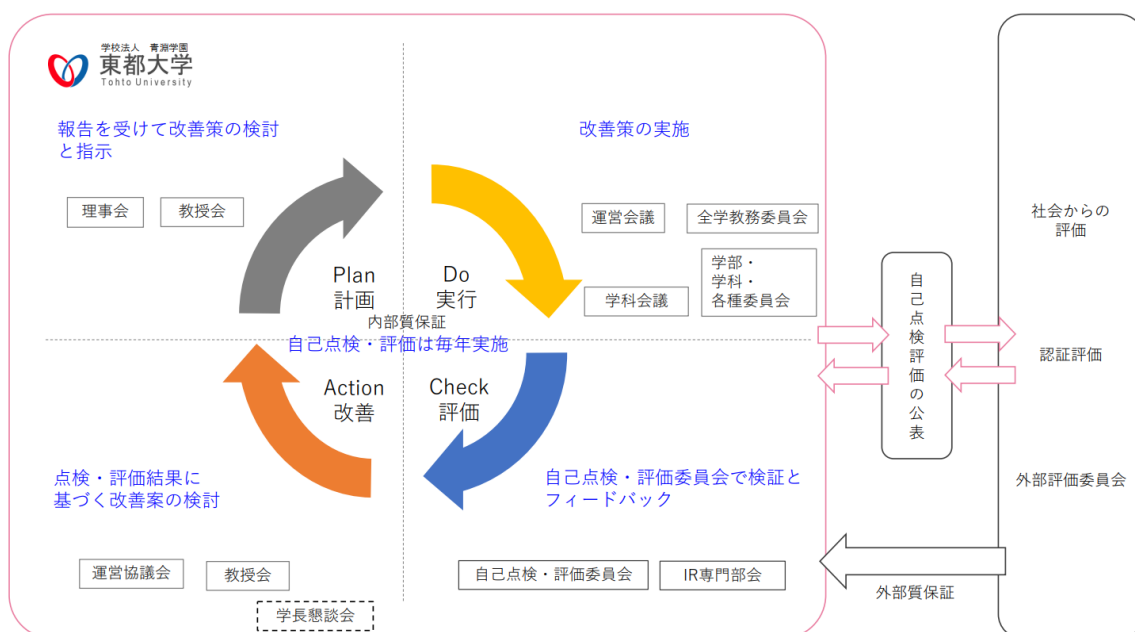 学校法人 青淵学園
東都大学
Tohto University
報告を受けて改善策の検討
と指示
理事会
教授会
Plan
計画
改善策の実施
運営会議
全学教務委員会
学科会議
学部・
学科・
各種委員会
Do
実行
内部質保証
自己点検・評価は毎年実施
Action
改善
Check
評価
点検・評価結果に
基づく改善案の検討
運営協議会
教授会
学長懇談会
自己点検・評価委員会で検証と
フィードバック
自己点検・評価委員会
IR専門部会
自己点検評価の公表
社会からの
評価
認証評価
外部評価委員会
外部質保証